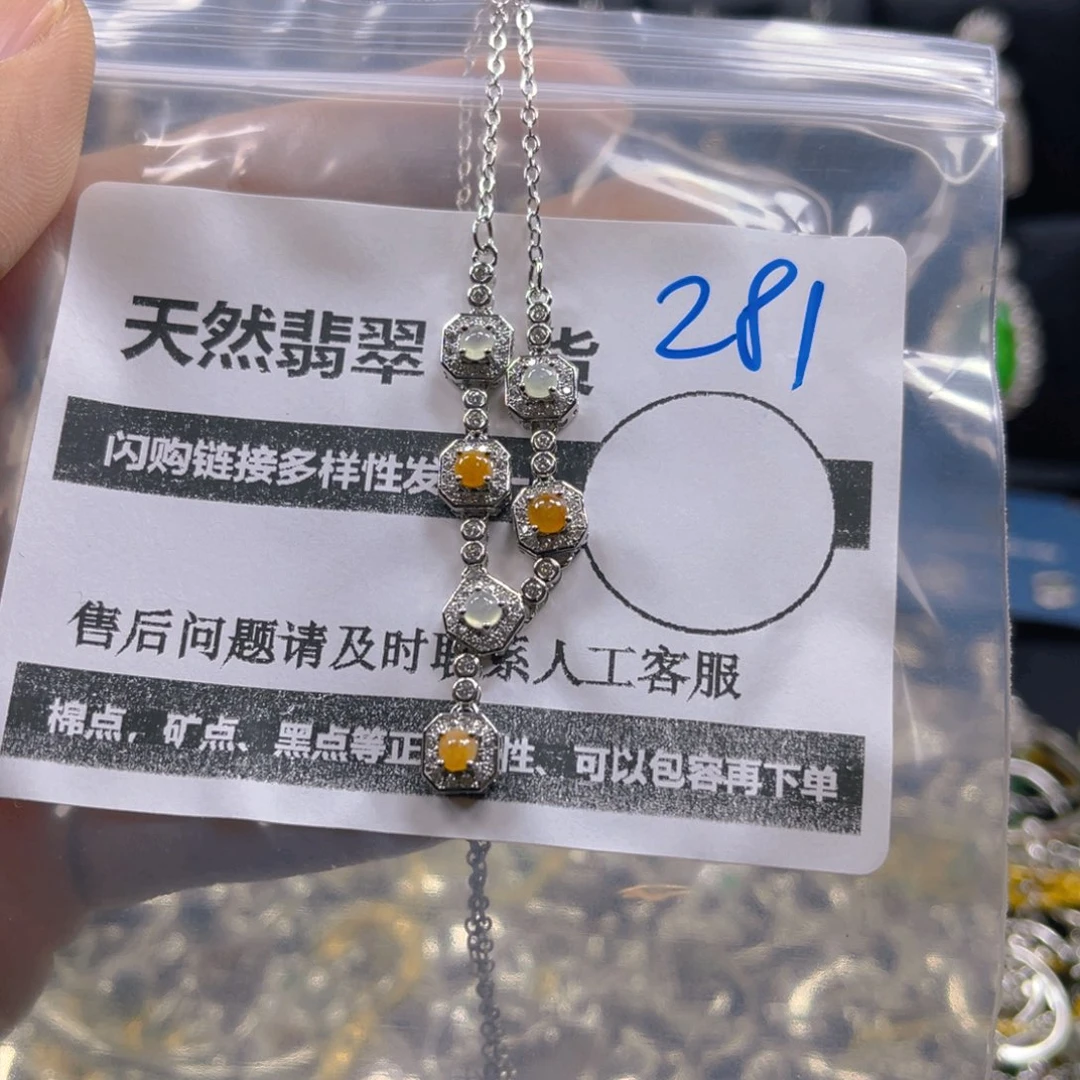 天然翡翠 货
281
闪购链接多样性发
售后问题请及时联系人工客服
棉点，矿点、黑点等正 性、可以包容再下单